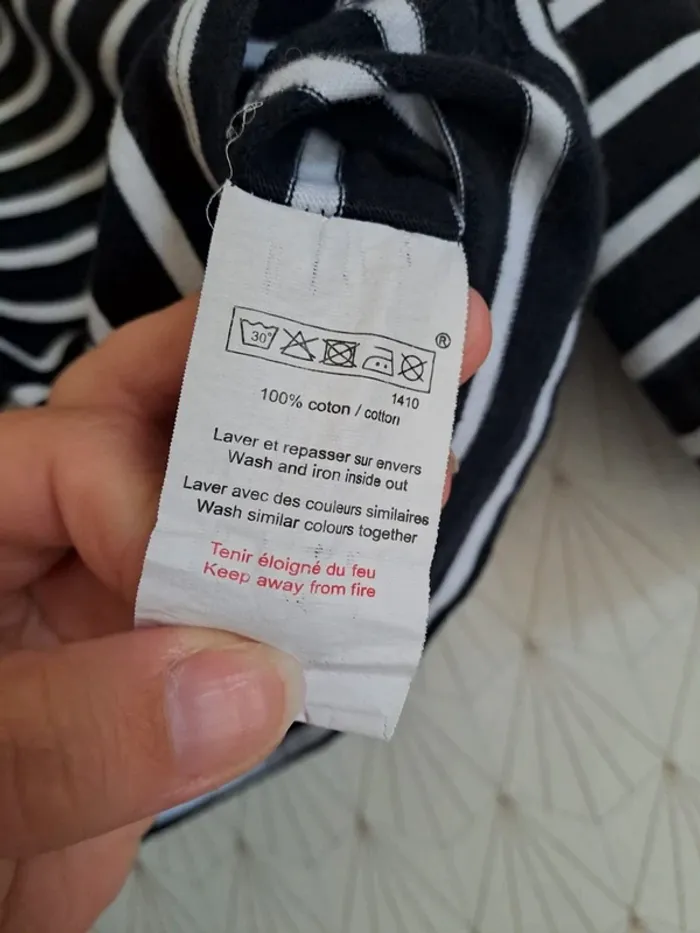 30°
®
1410
100% coton / cotton
Laver et repasser sur envers
Wash and iron inside out
Laver avec des couleurs similaires
Wash similar colours together
Tenir éloigné du feu
Keep away from fire